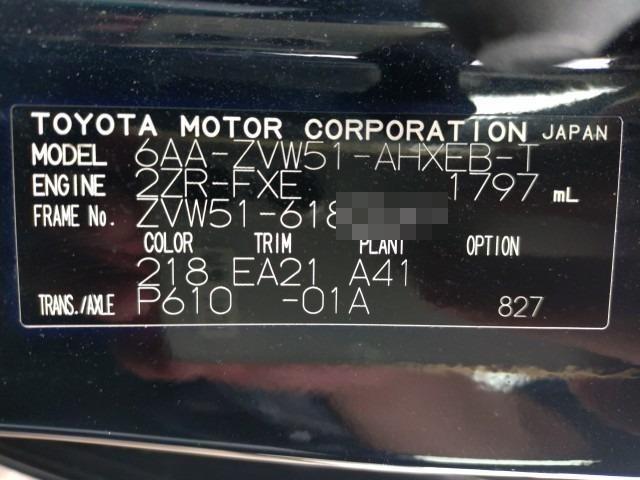 TOYOTA MOTOR CORPORATION JAPAN
MODEL 6AA-ZVW51-AHXEB-T
ENGINE 2ZR-FXE 1797 mL
FRAME No. ZVW51-618
COLOR TRIM PLANT OPTION
218 EA21 A41
TRANS./AXLE P610 -01A 827